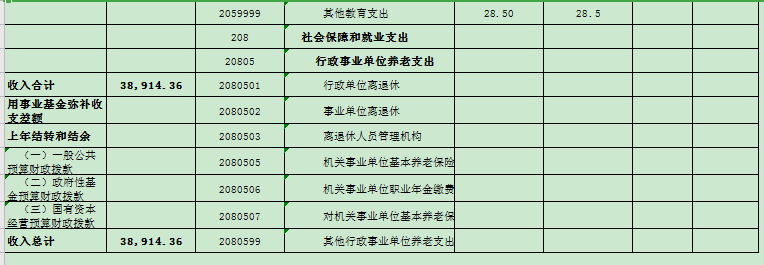 2059999 其他教育支出 28.50 28.5
208 社会保障和就业支出
20805 行政事业单位养老支出
收入合计 38,914.36 2080501 行政单位离退休
用事业基金弥补收
支差额 2080502 事业单位离退休
上年结转和结余 2080503 离退休人员管理机构
（一）一般公共
预算财政拨款 2080505 机关事业单位基本养老保险
（二）政府性基
金预算财政拨款 2080506 机关事业单位职业年金缴费
（三）国有资本
经营预算财政拨款 2080507 对机关事业单位基本养老保
收入总计 38,914.36 2080599 其他行政事业单位养老支出